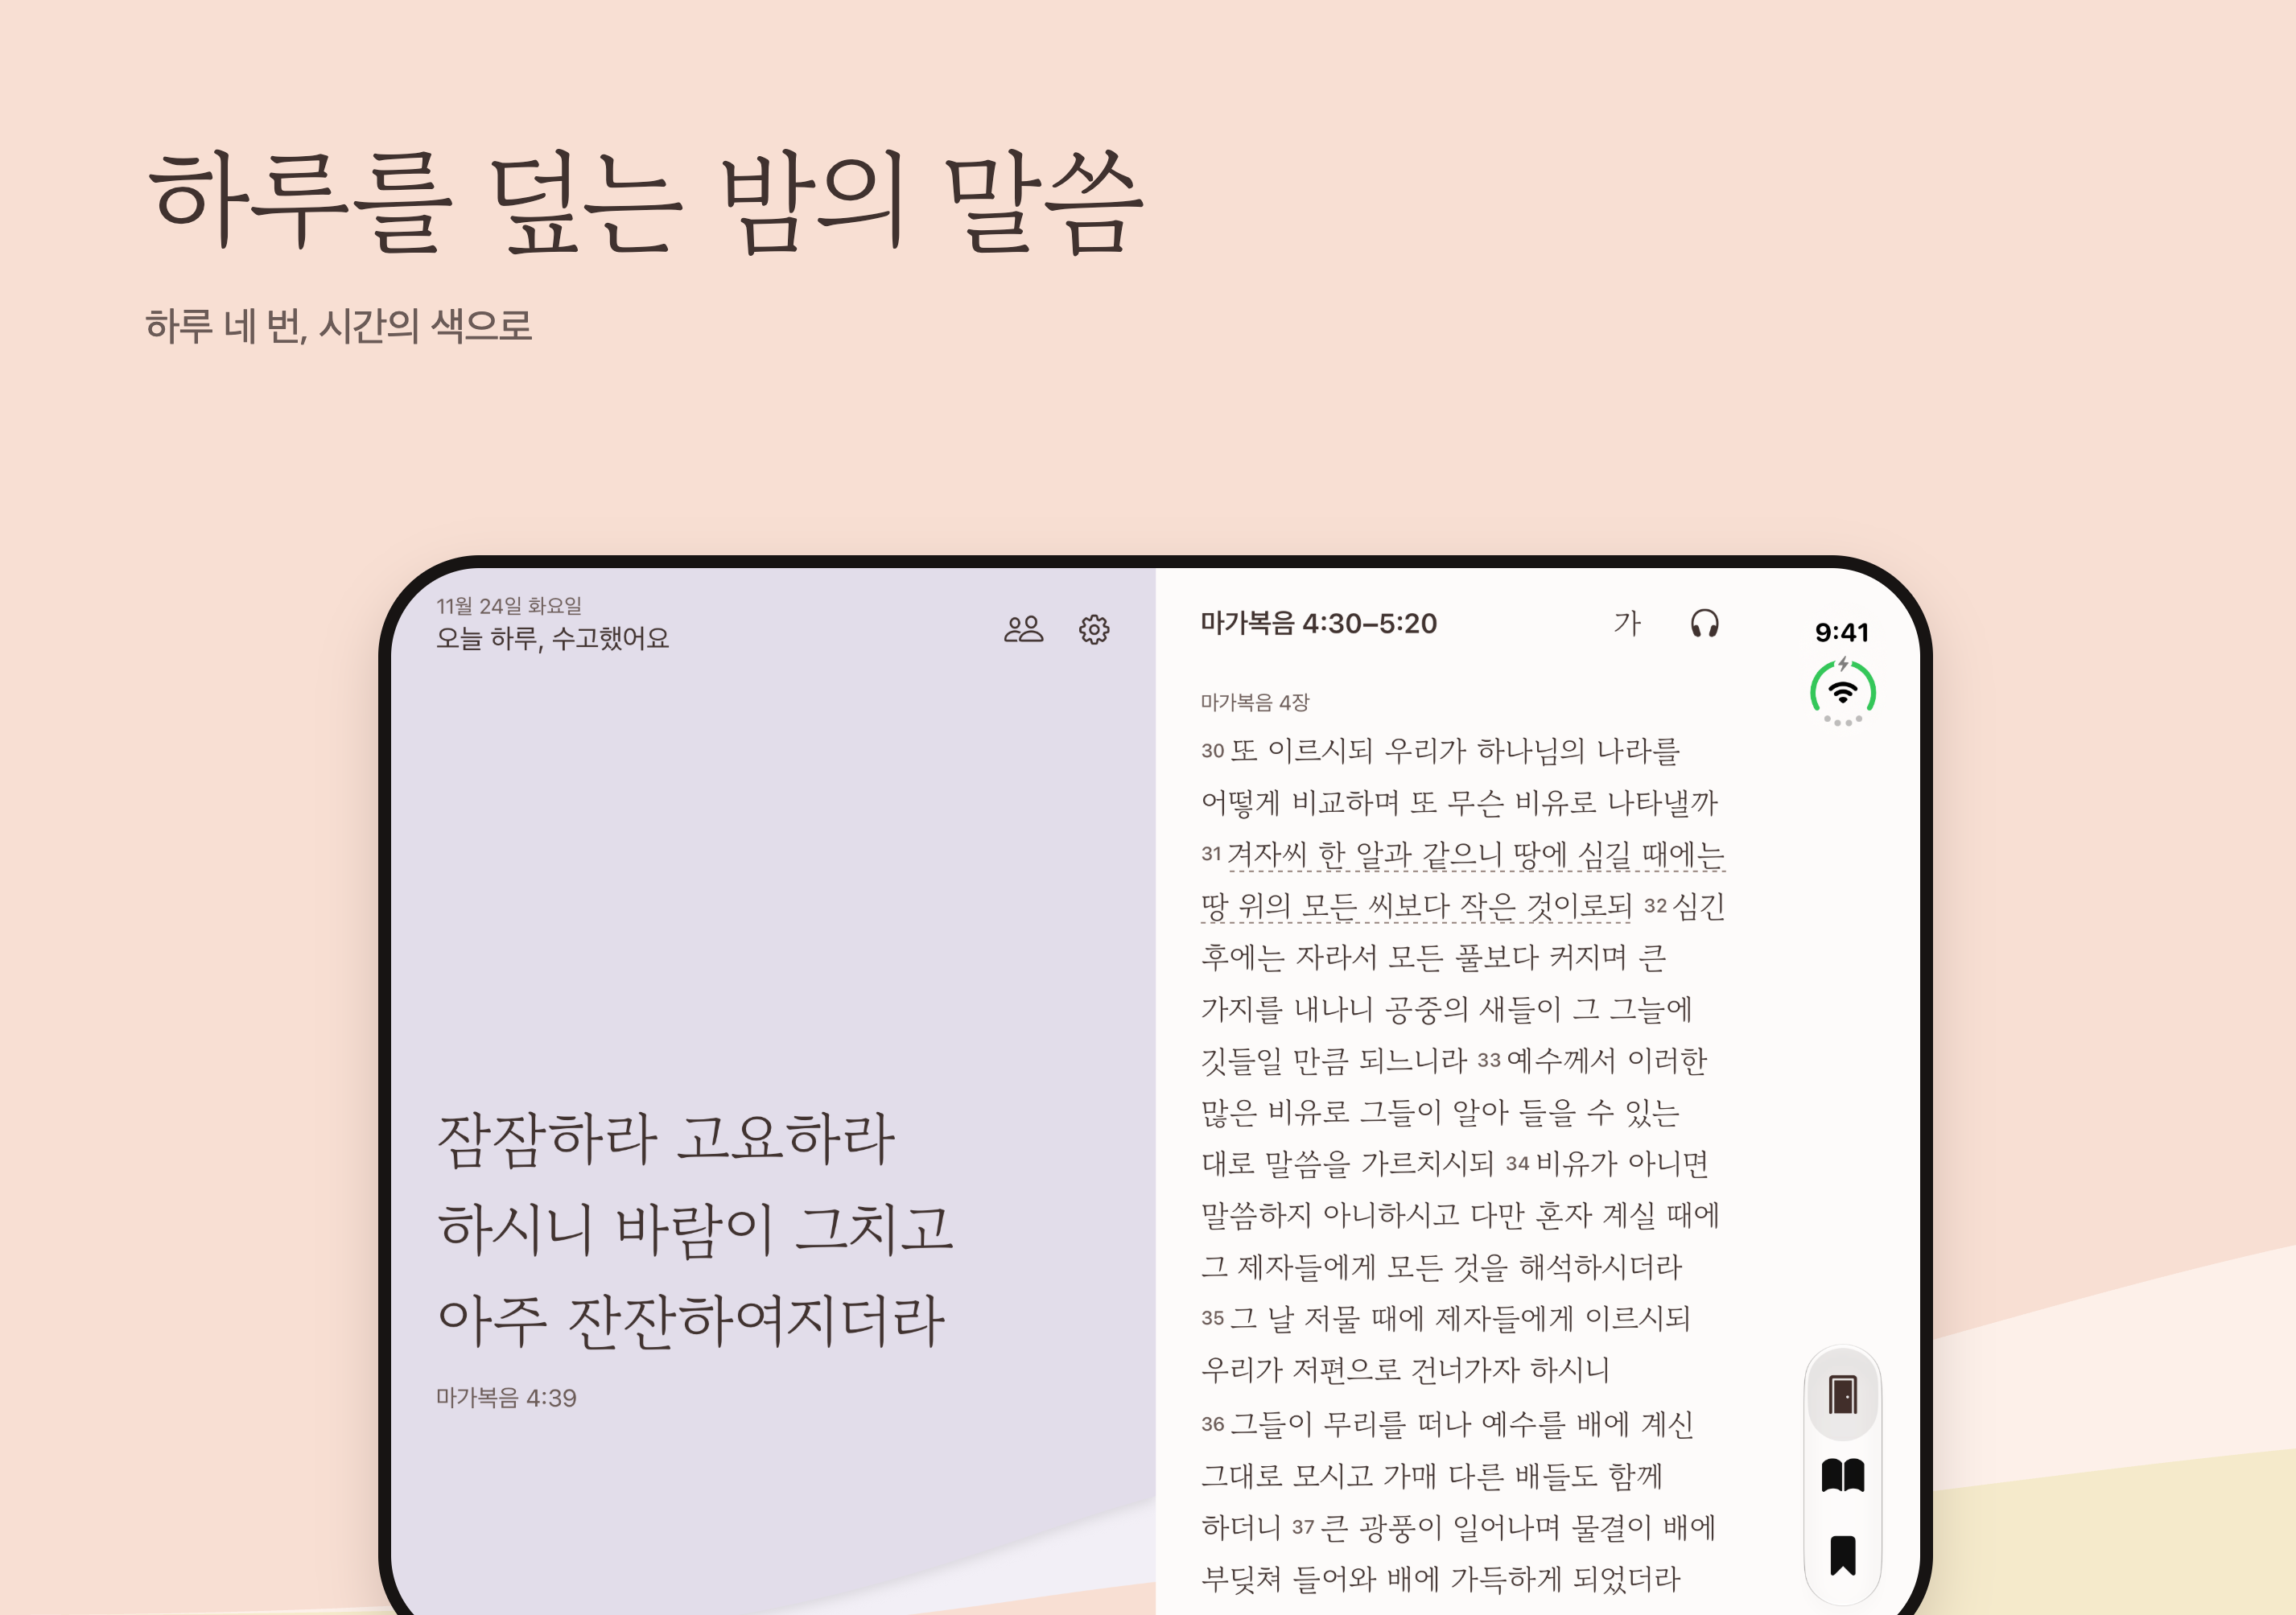 하루를 덮는 밤의 말씀
하루 네 번, 시간의 색으로
11월 24일 화요일
오늘 하루, 수고했어요
잠잠하라 고요하라
하시니 바람이 그치고
아주 잔잔하여지더라
마가복음 4:39
마가복음 4:30–5:20
가
9:41
마가복음 4장
30 또 이르시되 우리가 하나님의 나라를
어떻게 비교하며 또 무슨 비유로 나타낼까
31 겨자씨 한 알과 같으니 땅에 심길 때에는
땅 위의 모든 씨보다 작은 것이로되 32 심긴
후에는 자라서 모든 풀보다 커지며 큰
가지를 내나니 공중의 새들이 그 그늘에
깃들일 만큼 되느니라 33 예수께서 이러한
많은 비유로 그들이 알아 들을 수 있는
대로 말씀을 가르치시되 34 비유가 아니면
말씀하지 아니하시고 다만 혼자 계실 때에
그 제자들에게 모든 것을 해석하시더라
35 그 날 저물 때에 제자들에게 이르시되
우리가 저편으로 건너가자 하시니
36 그들이 무리를 떠나 예수를 배에 계신
그대로 모시고 가매 다른 배들도 함께
하더니 37 큰 광풍이 일어나며 물결이 배에
부딪쳐 들어와 배에 가득하게 되었더라